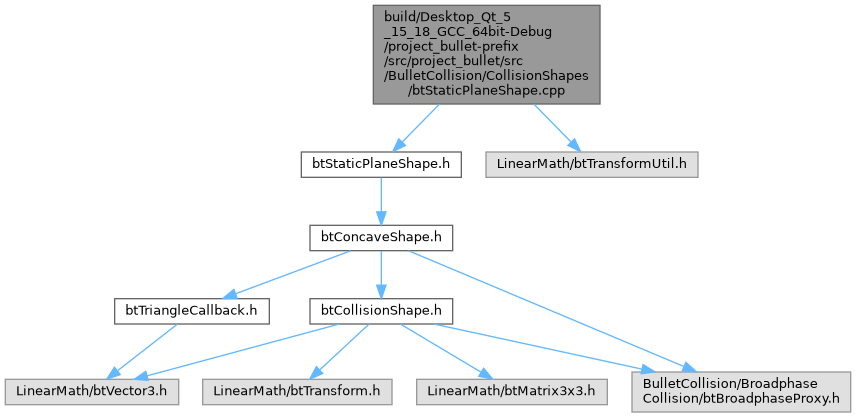 build/Desktop_Qt_5
_15_18_GCC_64bit-Debug
/project_bullet-prefix
/src/project_bullet/src
/BulletCollision/CollisionShapes
/btStaticPlaneShape.cpp
btStaticPlaneShape.h
LinearMath/btTransformUtil.h
btConcaveShape.h
btTriangleCallback.h
btCollisionShape.h
LinearMath/btVector3.h
LinearMath/btTransform.h
LinearMath/btMatrix3x3.h
BulletCollision/Broadphase
Collision/btBroadphaseProxy.h